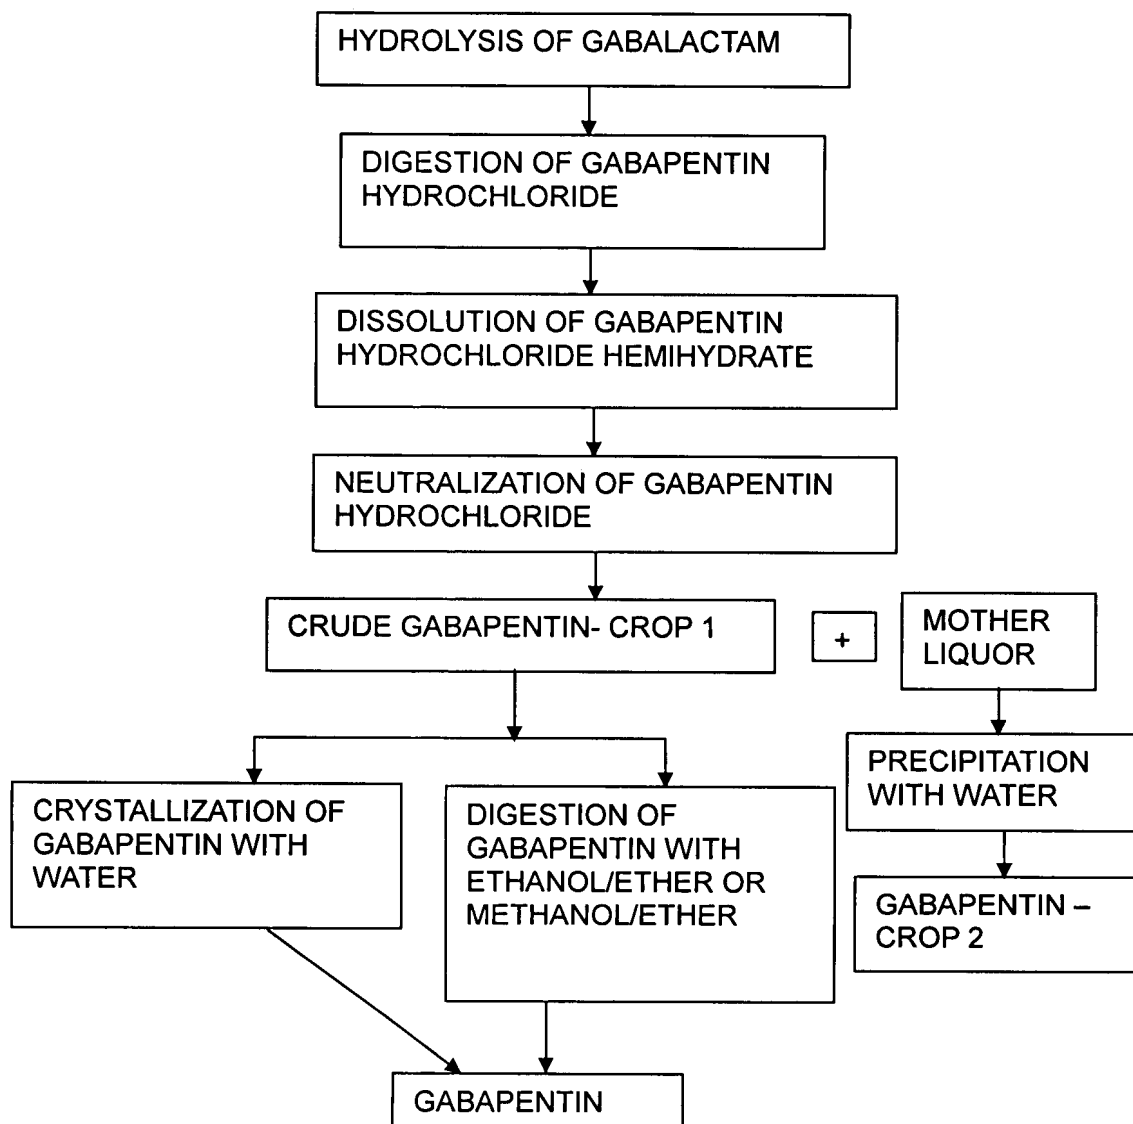 HYDROLYSIS OF GABALACTAM
DIGESTION OF GABAPENTIN
HYDROCHLORIDE
DISSOLUTION OF GABAPENTIN
HYDROCHLORIDE HEMIHYDRATE
NEUTRALIZATION OF GABAPENTIN
HYDROCHLORIDE
CRUDE GABAPENTIN- CROP 1
+
MOTHER
LIQUOR
CRYSTALLIZATION OF
GABAPENTIN WITH
WATER
DIGESTION OF
GABAPENTIN WITH
ETHANOL/ETHER OR
METHANOL/ETHER
PRECIPITATION
WITH WATER
GABAPENTIN –
CROP 2
GABAPENTIN